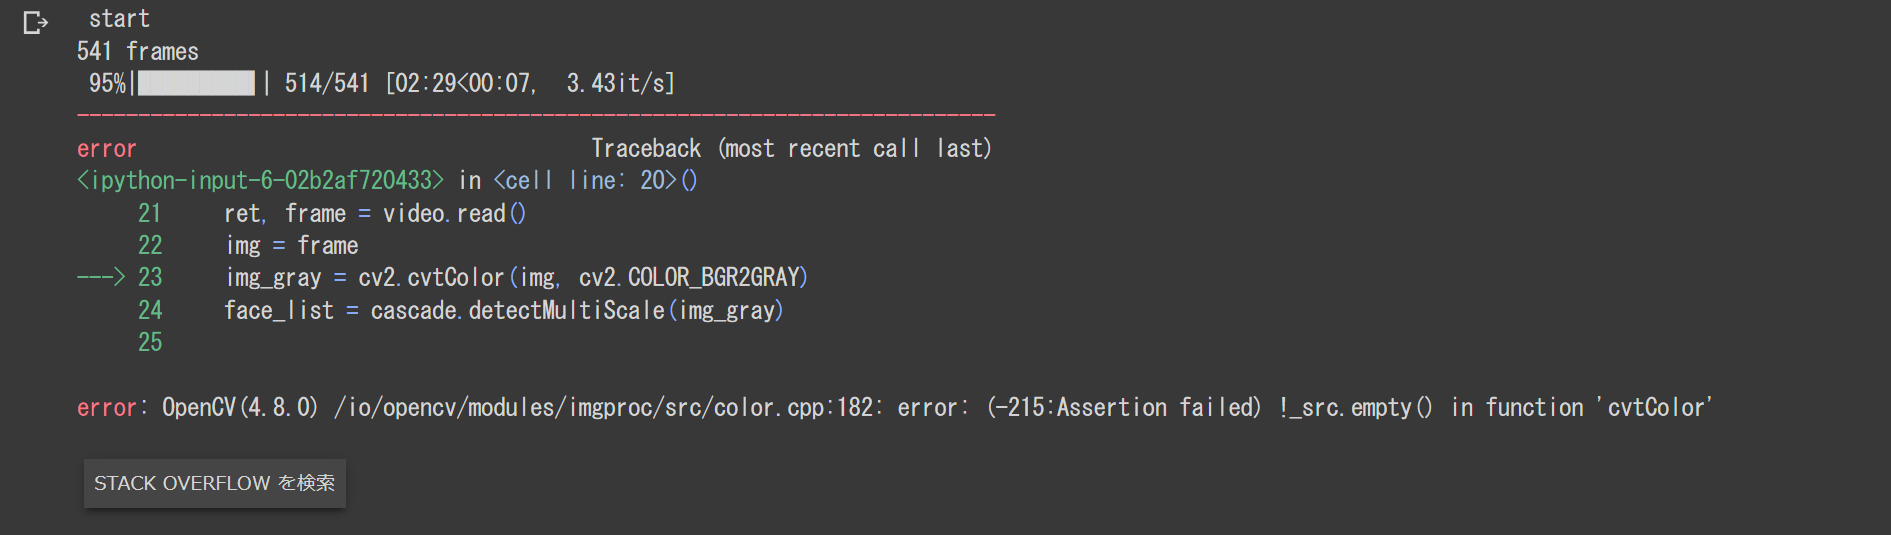 start
541 frames
95%|██████████| 514/541 [02:29<00:07, 3.43it/s]
---------------------------------------------------------------------------
error Traceback (most recent call last)
<ipython-input-6-02b2af720433> in <cell line: 20>()
21 ret, frame = video.read()
22 img = frame
---> 23 img_gray = cv2.cvtColor(img, cv2.COLOR_BGR2GRAY)
24 face_list = cascade.detectMultiScale(img_gray)
25
error: OpenCV(4.8.0) /io/opencv/modules/imgproc/src/color.cpp:182: error: (-215:Assertion failed) !_src.empty() in function 'cvtColor'
STACK OVERFLOW を検索